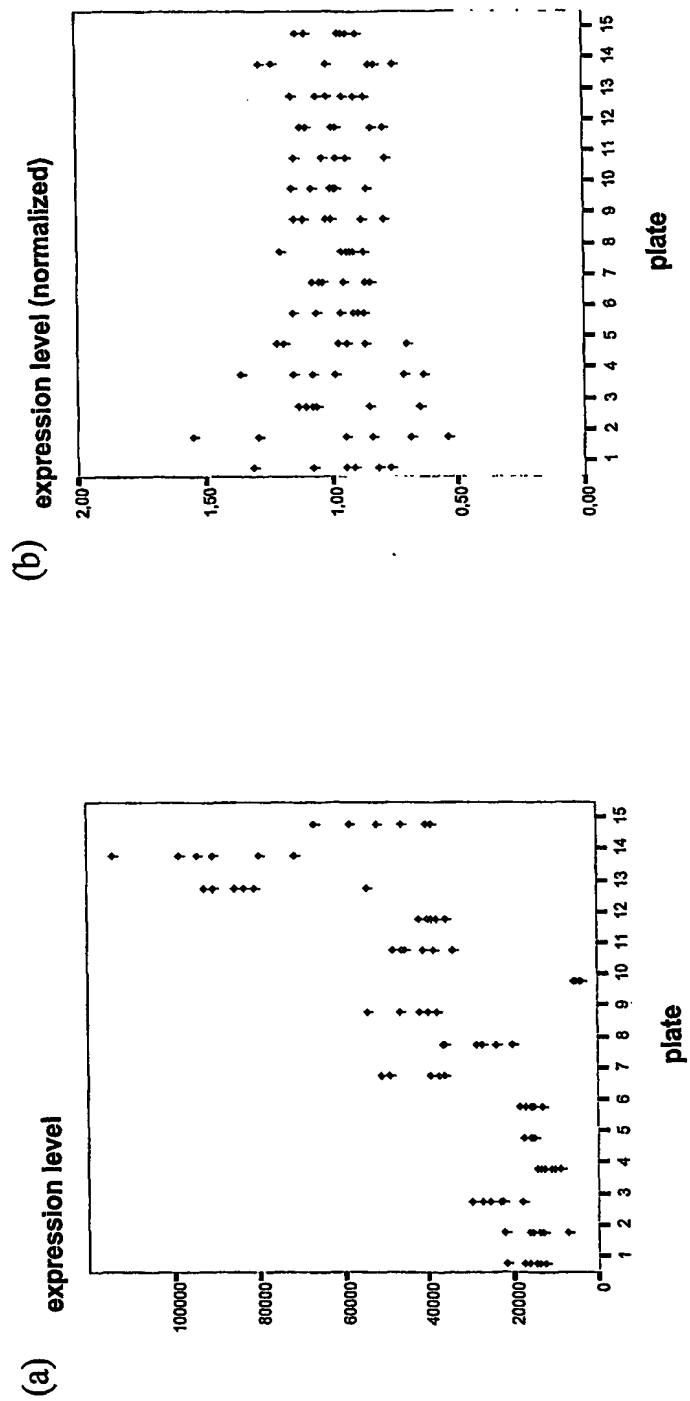 (a)
expression level
100000
80000
60000
40000
20000
0
1 2 3 4 5 6 7 8 9 10 11 12 13 14 15
plate
(b)
expression level (normalized)
2,00
1,50
1,00
0,50
0,00
1 2 3 4 5 6 7 8 9 10 11 12 13 14 15
plate